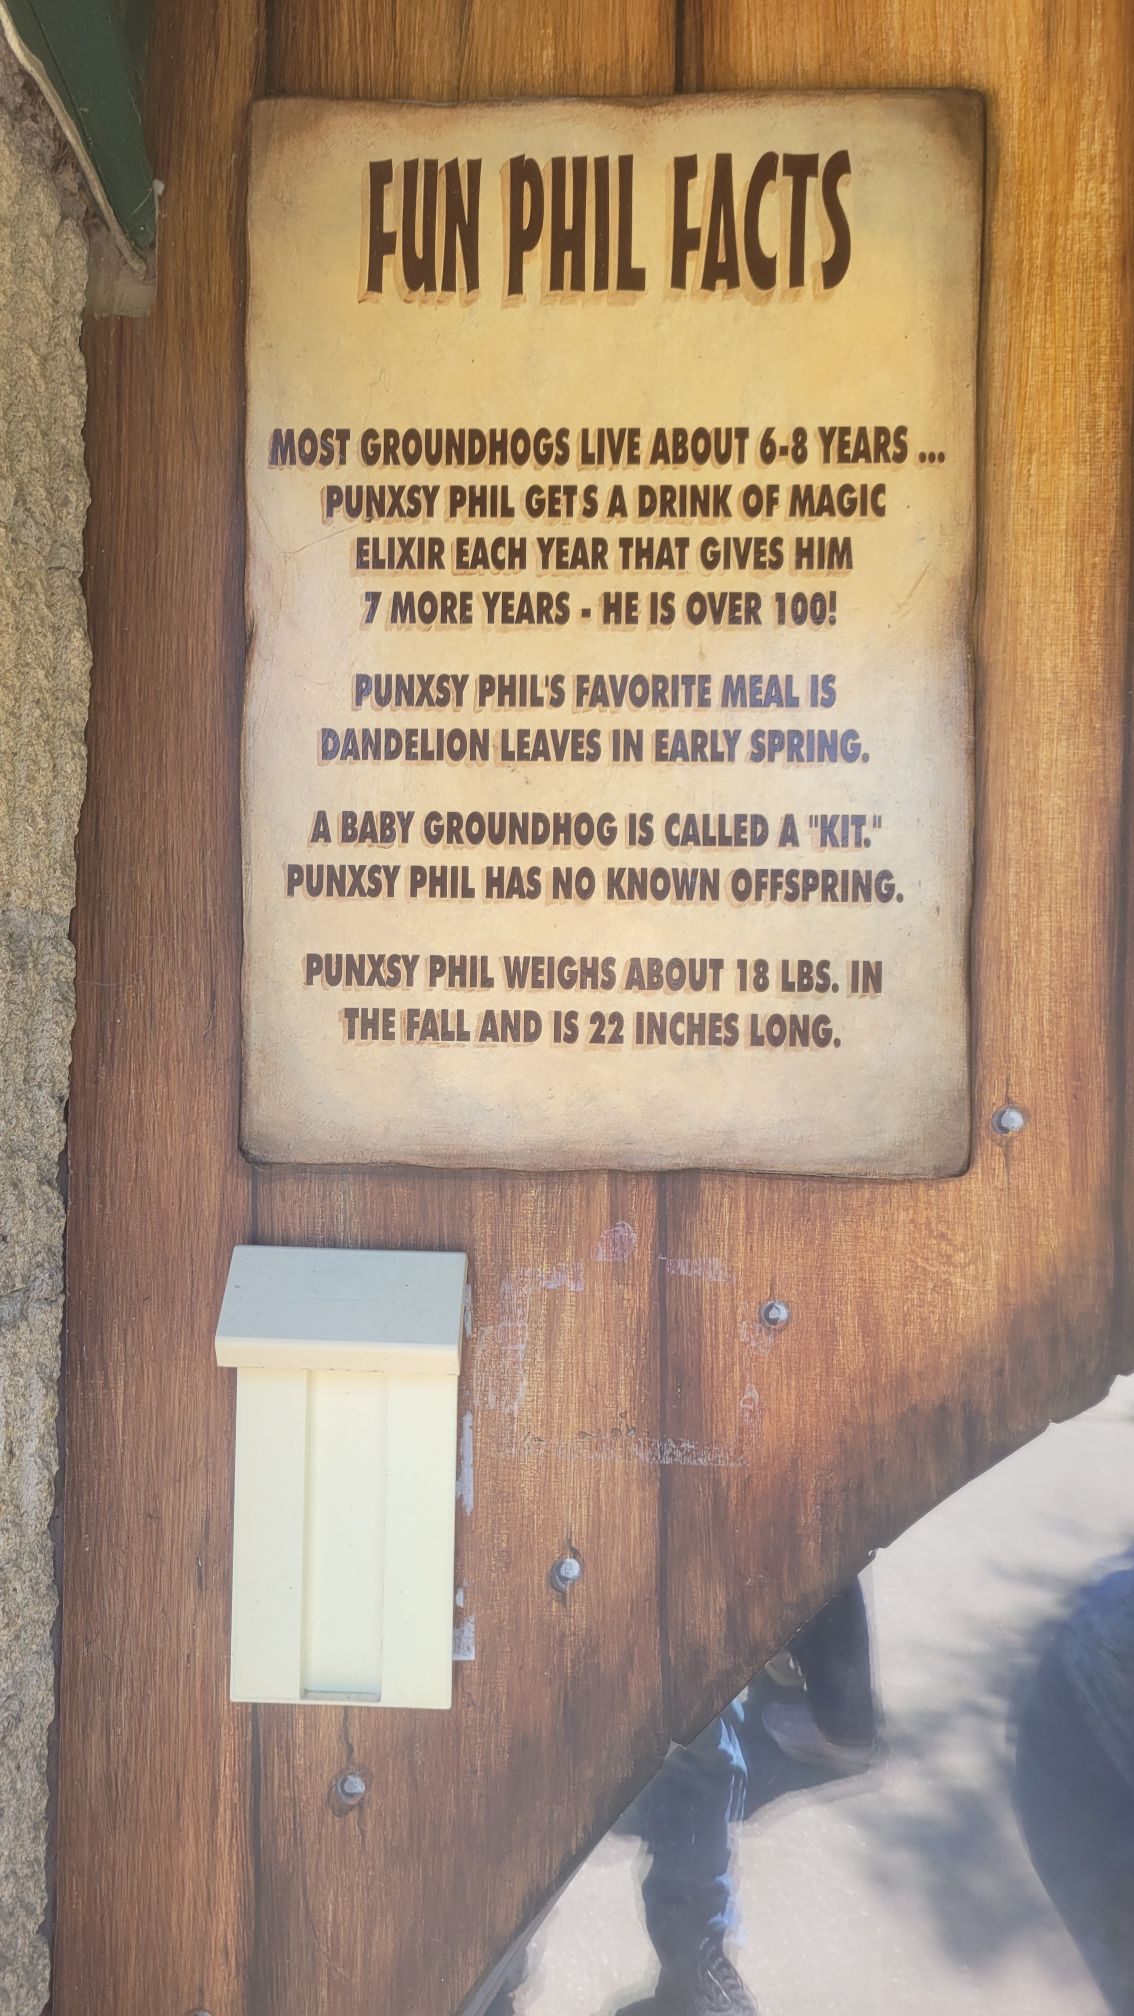 FUN PHIL FACTS
MOST GROUNDHOGS LIVE ABOUT 6-8 YEARS ...
PUNXSY PHIL GETS A DRINK OF MAGIC
ELIXIR EACH YEAR THAT GIVES HIM
7 MORE YEARS - HE IS OVER 100!
PUNXSY PHIL'S FAVORITE MEAL IS
DANDELION LEAVES IN EARLY SPRING.
A BABY GROUNDHOG IS CALLED A "KIT."
PUNXSY PHIL HAS NO KNOWN OFFSPRING.
PUNXSY PHIL WEIGHS ABOUT 18 LBS. IN
THE FALL AND IS 22 INCHES LONG.